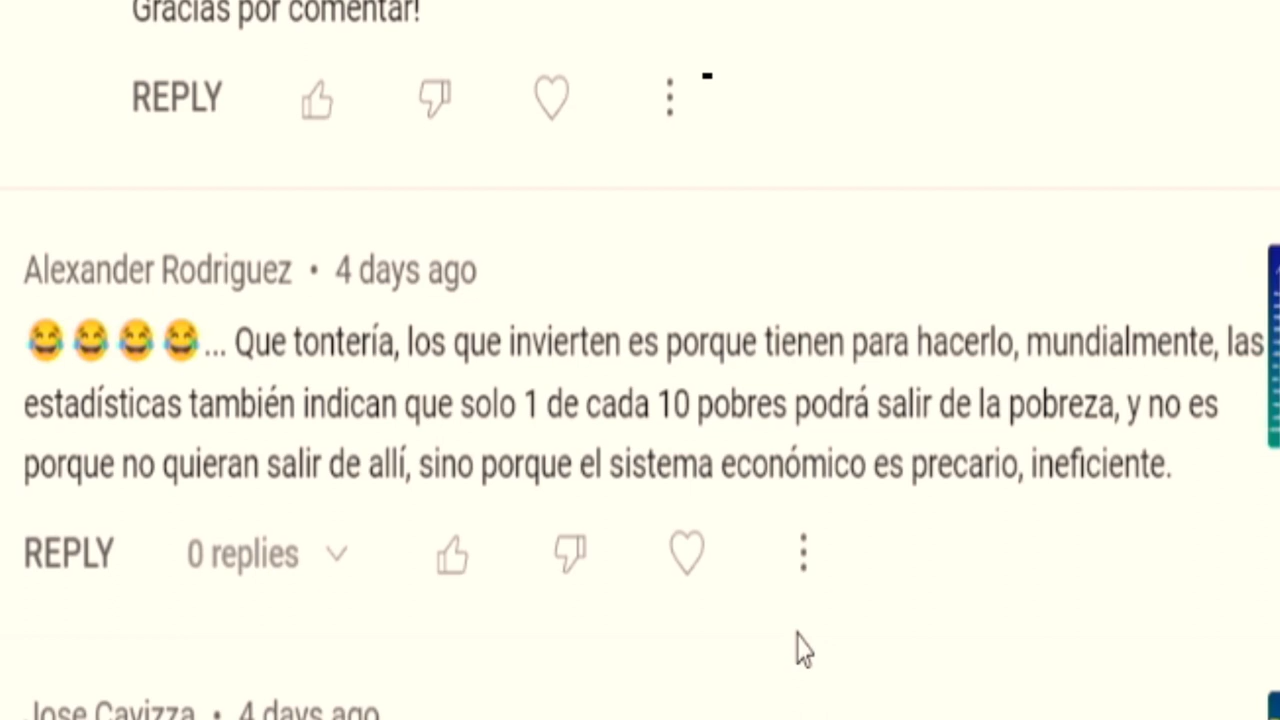 Gracias por comentar!
REPLY
Alexander Rodriguez • 4 days ago
😂😂😂😂... Que tontería, los que invierten es porque tienen para hacerlo, mundialmente, las
estadísticas también indican que solo 1 de cada 10 pobres podrá salir de la pobreza, y no es
porque no quieran salir de allí, sino porque el sistema económico es precario, ineficiente.
REPLY 0 replies
Jose Cavizza • 4 days ago